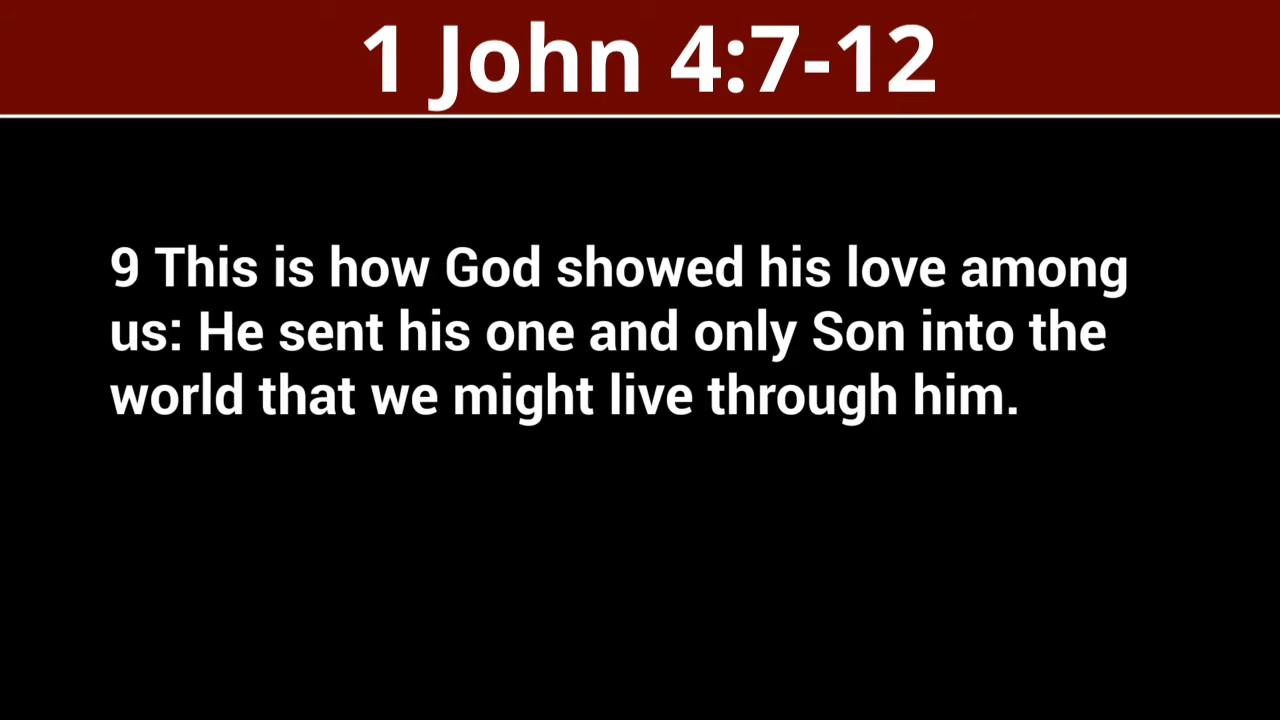 1 John 4:7-12
9 This is how God showed his love among
us: He sent his one and only Son into the
world that we might live through him.